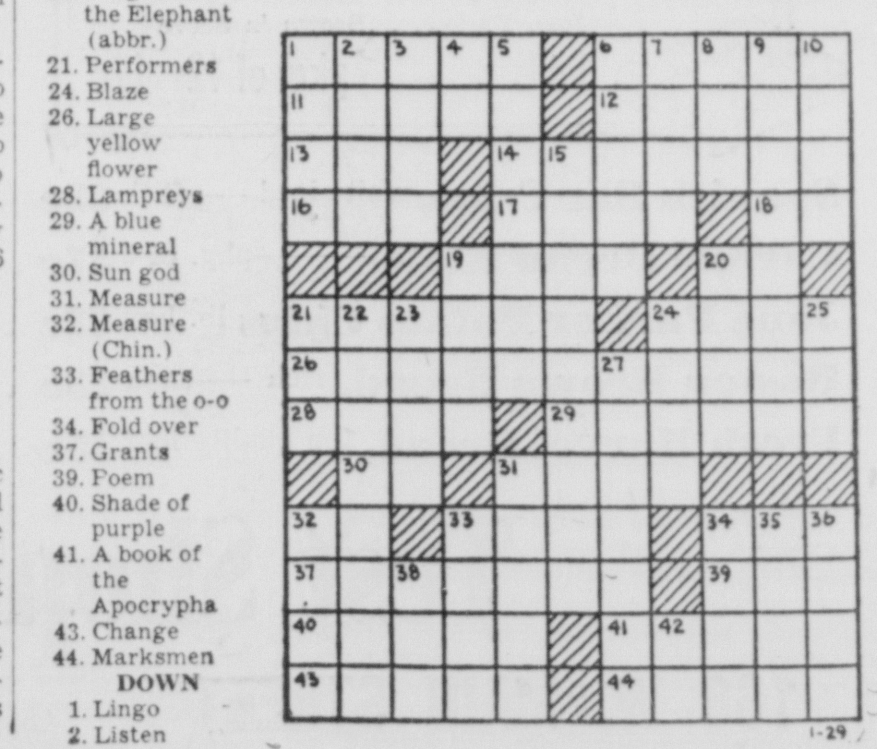 the Elephant
(abbr.)
21. Performers
24. Blaze
26. Large
yellow
flower
28. Lampreys
29. A blue
mineral
30. Sun god
31. Measure
32. Measure
(Chin.)
33. Feathers
from the o-o
34. Fold over
37. Grants
39. Poem
40. Shade of
purple
41. A book of
the
Apocrypha
43. Change
44. Marksmen
DOWN
1. Lingo
2. Listen
1 2 3 4 5 6 7 8 9 10
11 12
13 14 15
16 17 18
19 20
21 22 23 24 25
26 27
28 29
30 31
32 33 34 35 36
37 38 39
40 41 42
43 44
1-29